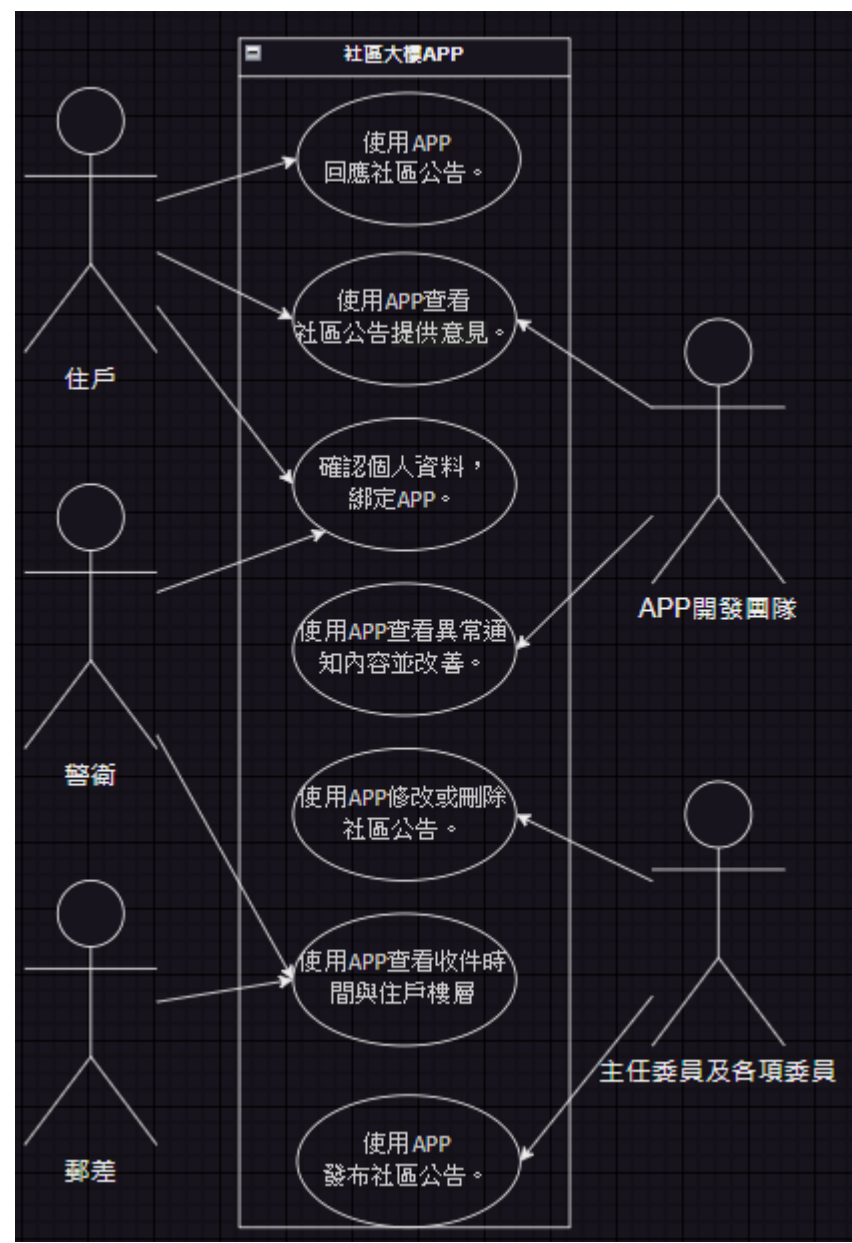 社區大樓APP
使用APP
回應社區公告。
使用APP查看
社區公告提供意見。
住戶
確認個人資料，
綁定APP。
APP開發團隊
使用APP查看異常通
知內容並改善。
警衛
使用APP修改或刪除
社區公告。
使用APP查看收件時
間與住戶樓層
主任委員及各項委員
使用APP
發布社區公告。
郵差